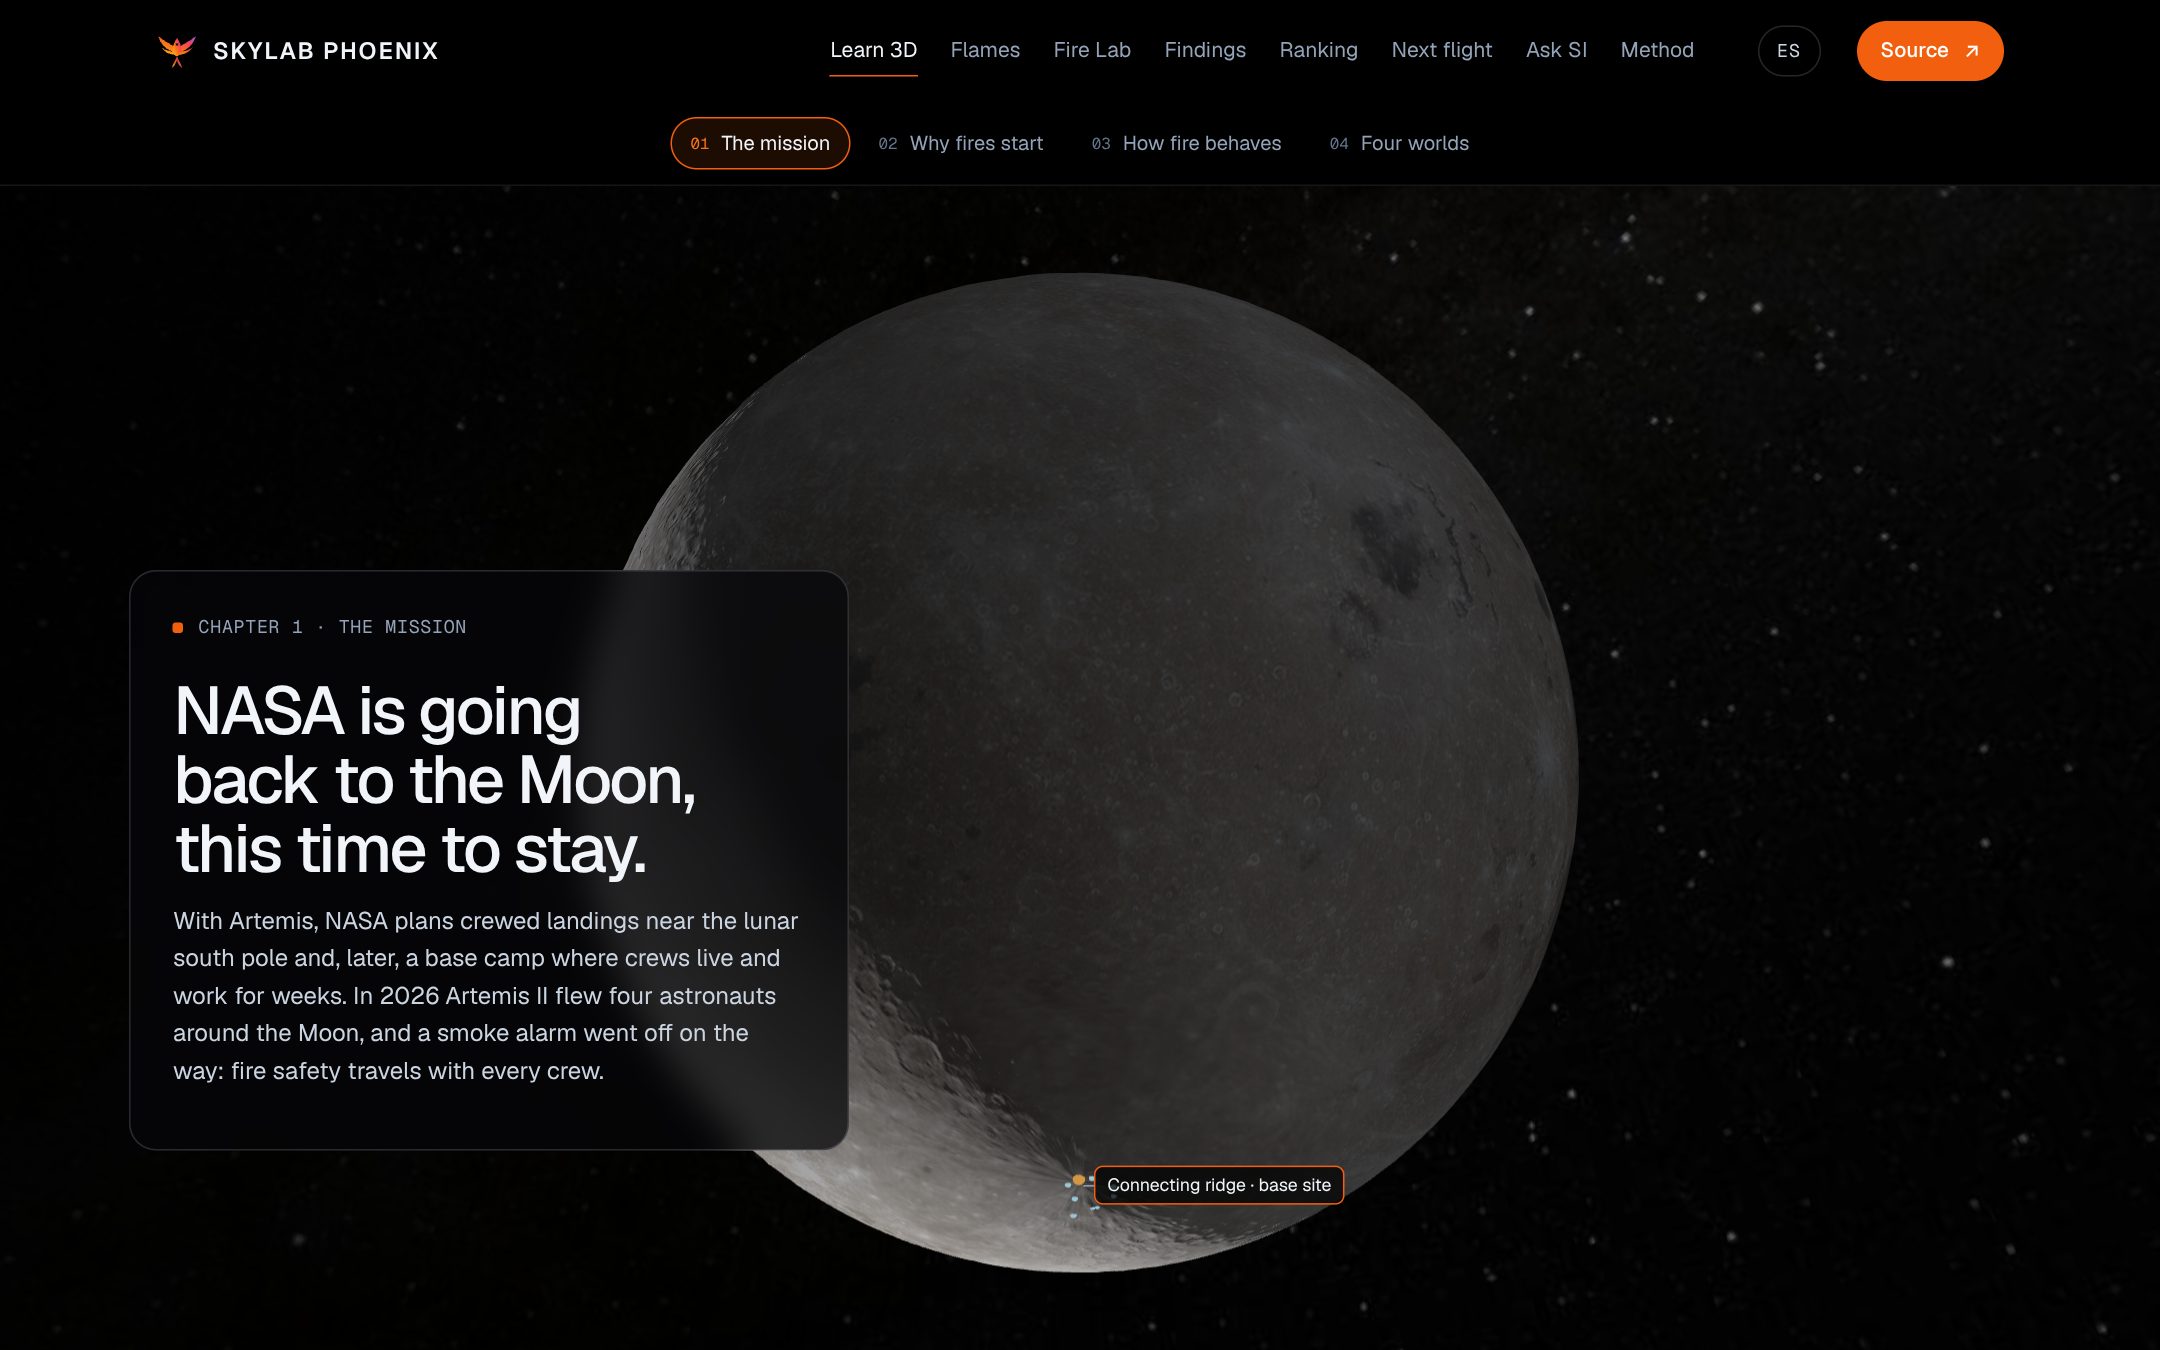 SKYLAB PHOENIX
Learn 3D Flames Fire Lab Findings Ranking Next flight Ask SI Method ES Source ↗
01 The mission 02 Why fires start 03 How fire behaves 04 Four worlds
CHAPTER 1 · THE MISSION
NASA is going
back to the Moon,
this time to stay.
With Artemis, NASA plans crewed landings near the lunar
south pole and, later, a base camp where crews live and
work for weeks. In 2026 Artemis II flew four astronauts
around the Moon, and a smoke alarm went off on the
way: fire safety travels with every crew.
Connecting ridge · base site